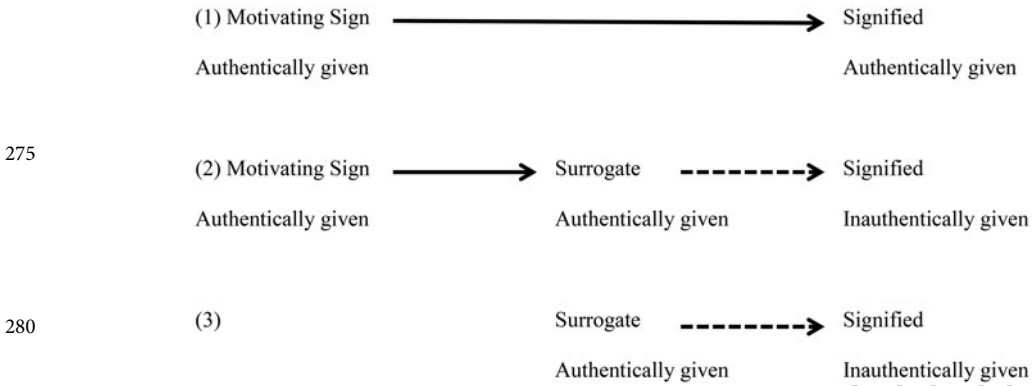 (1) Motivating Sign Signified
Authentically given Authentically given
275 (2) Motivating Sign Surrogate Signified
Authentically given Authentically given Inauthentically given
280 (3) Surrogate Signified
Authentically given Inauthentically given